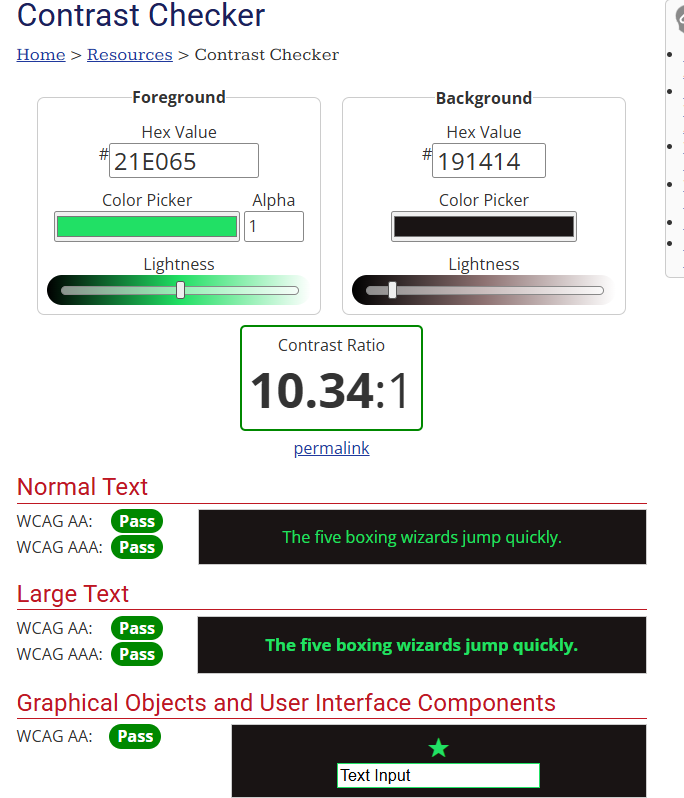 Contrast Checker
Home > Resources > Contrast Checker
Foreground
Hex Value
#21E065
Color Picker
Alpha
1
Lightness
Background
Hex Value
#191414
Color Picker
Lightness
Contrast Ratio
10.34:1
permalink
Normal Text
WCAG AA: Pass
WCAG AAA: Pass
The five boxing wizards jump quickly.
Large Text
WCAG AA: Pass
WCAG AAA: Pass
The five boxing wizards jump quickly.
Graphical Objects and User Interface Components
WCAG AA: Pass
Text Input